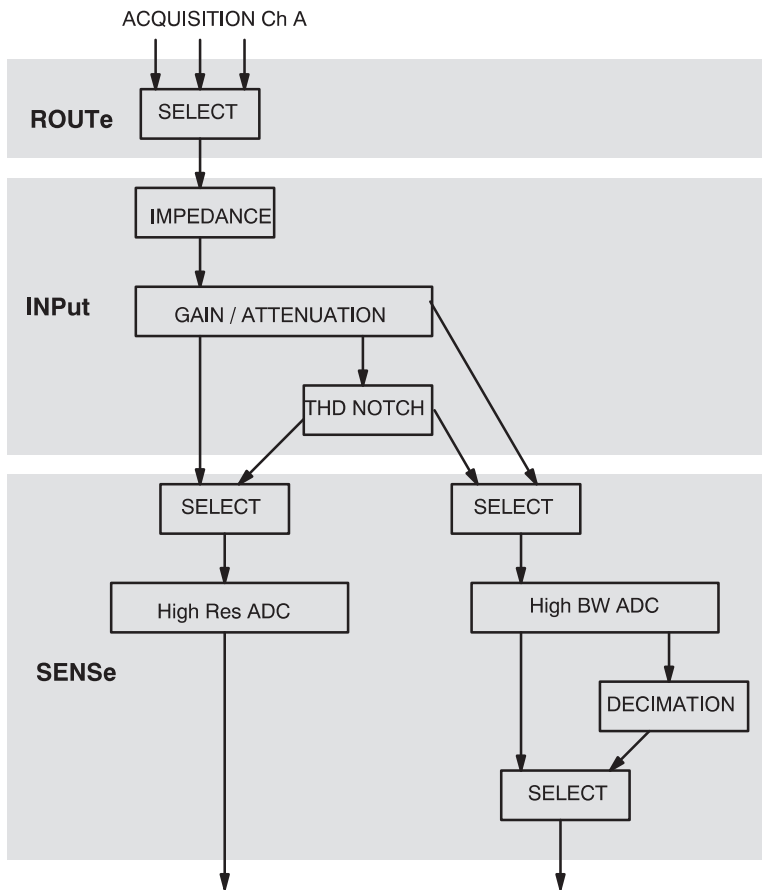 ACQUISITION Ch A
SELECT
ROUTe
IMPEDANCE
INPut
GAIN / ATTENUATION
THD NOTCH
SELECT
SELECT
High Res ADC
High BW ADC
SENSe
DECIMATION
SELECT